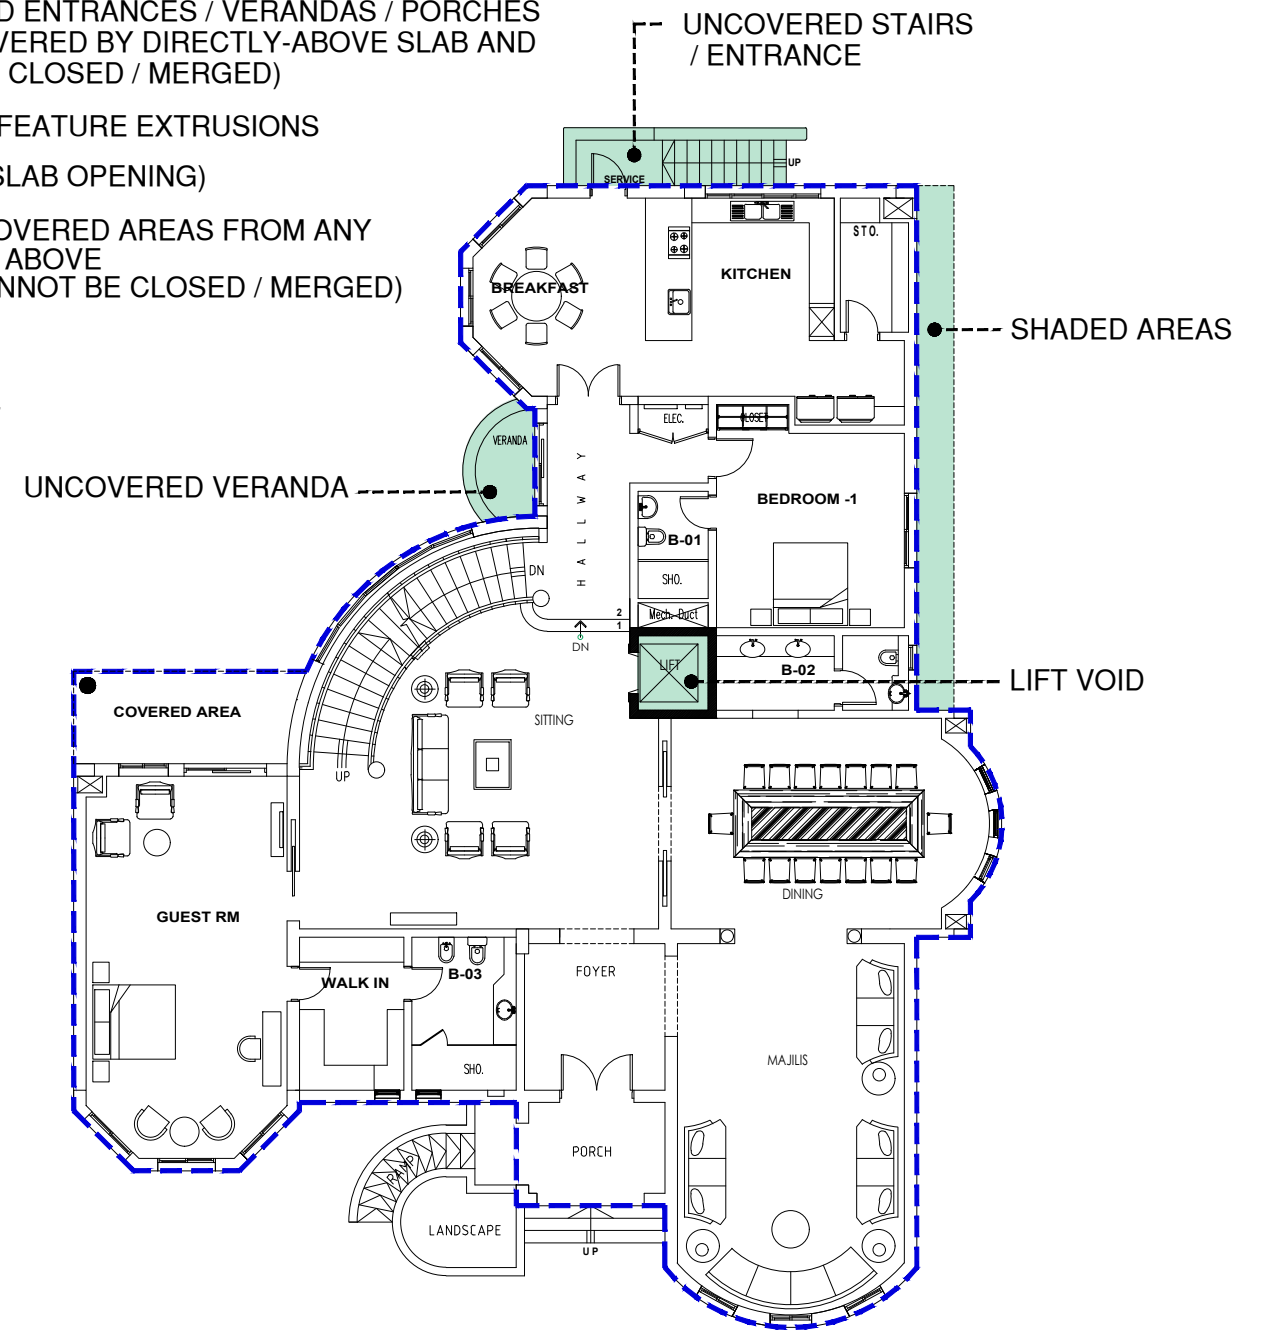 D ENTRANCES / VERANDAS / PORCHES
VERED BY DIRECTLY-ABOVE SLAB AND
CLOSED / MERGED)
FEATURE EXTRUSIONS
SLAB OPENING)
OVERED AREAS FROM ANY
ABOVE
NNOT BE CLOSED / MERGED)
UNCOVERED STAIRS
/ ENTRANCE
UP
SERVICE
STO.
KITCHEN
BREAKFAST
SHADED AREAS
ELEC.
CLOSET
VERANDA
UNCOVERED VERANDA
HALLWAY
BEDROOM -1
B-01
DN
SHO.
2
Mech. Duct
1
DN
LIFT
B-02
LIFT VOID
COVERED AREA
SITTING
UP
DINING
GUEST RM
FOYER
B-03
WALK IN
MAJILIS
SHO.
PORCH
RAMP
LANDSCAPE
UP